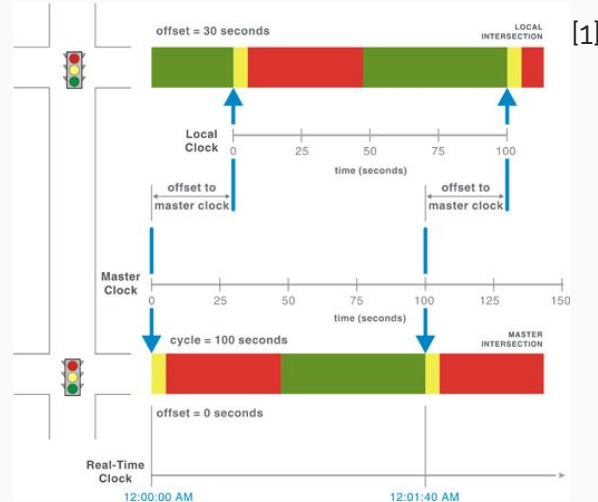 offset = 30 seconds
LOCAL
INTERSECTION
[1]
Local
Clock
0 25 50 75 100
time (seconds)
offset to
master clock
offset to
master clock
Master
Clock
0 25 50 75 100 125 150
time (seconds)
cycle = 100 seconds
MASTER
INTERSECTION
offset = 0 seconds
Real-Time
Clock
12:00:00 AM 12:01:40 AM